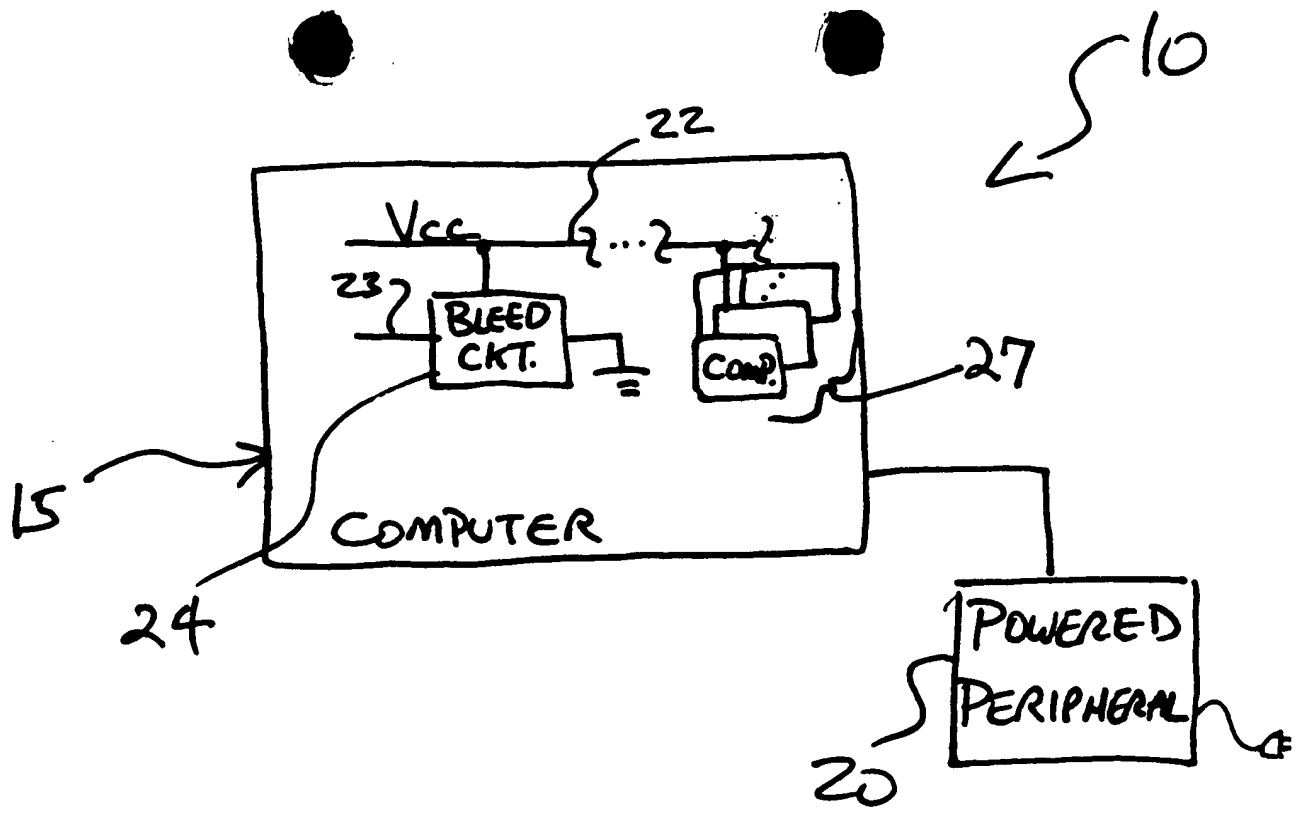 10
22
Vcc
...
23
BLEED
CKT.
COMP.
27
15
COMPUTER
24
POWERED
PERIPHERAL
20